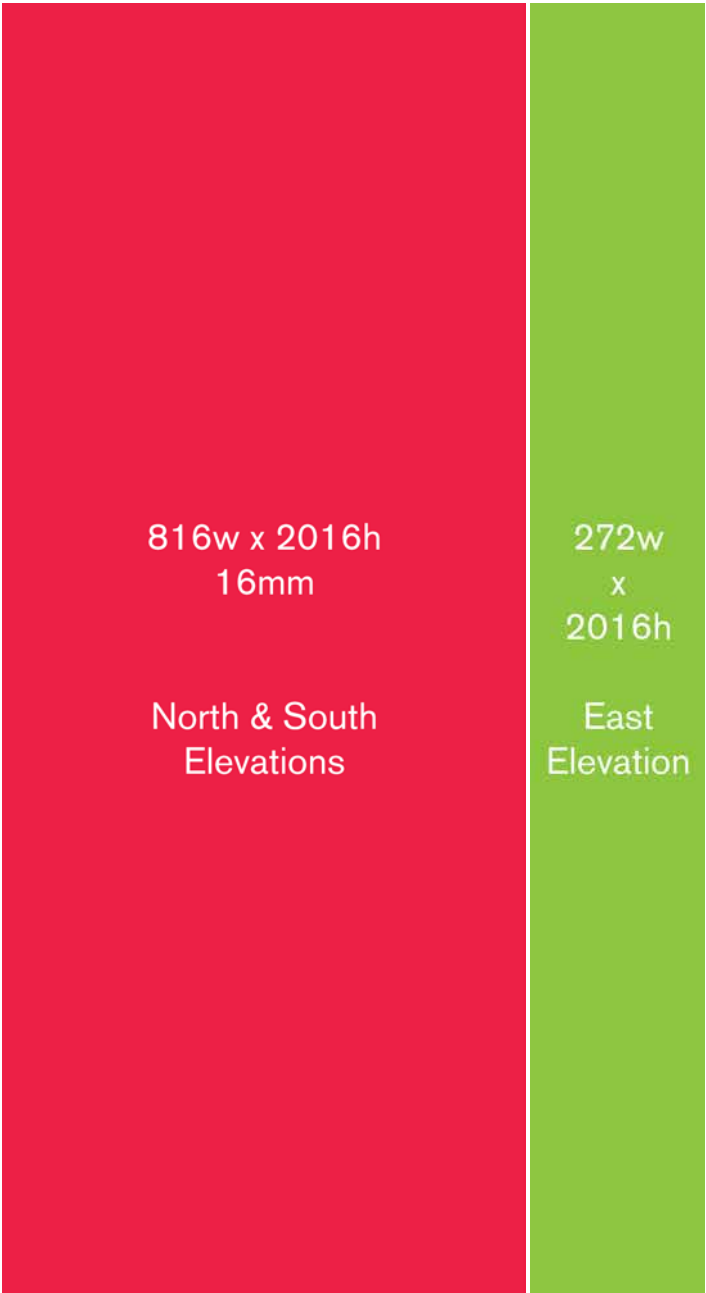 816w x 2016h
16mm
North & South
Elevations
272w
x
2016h
East
Elevation